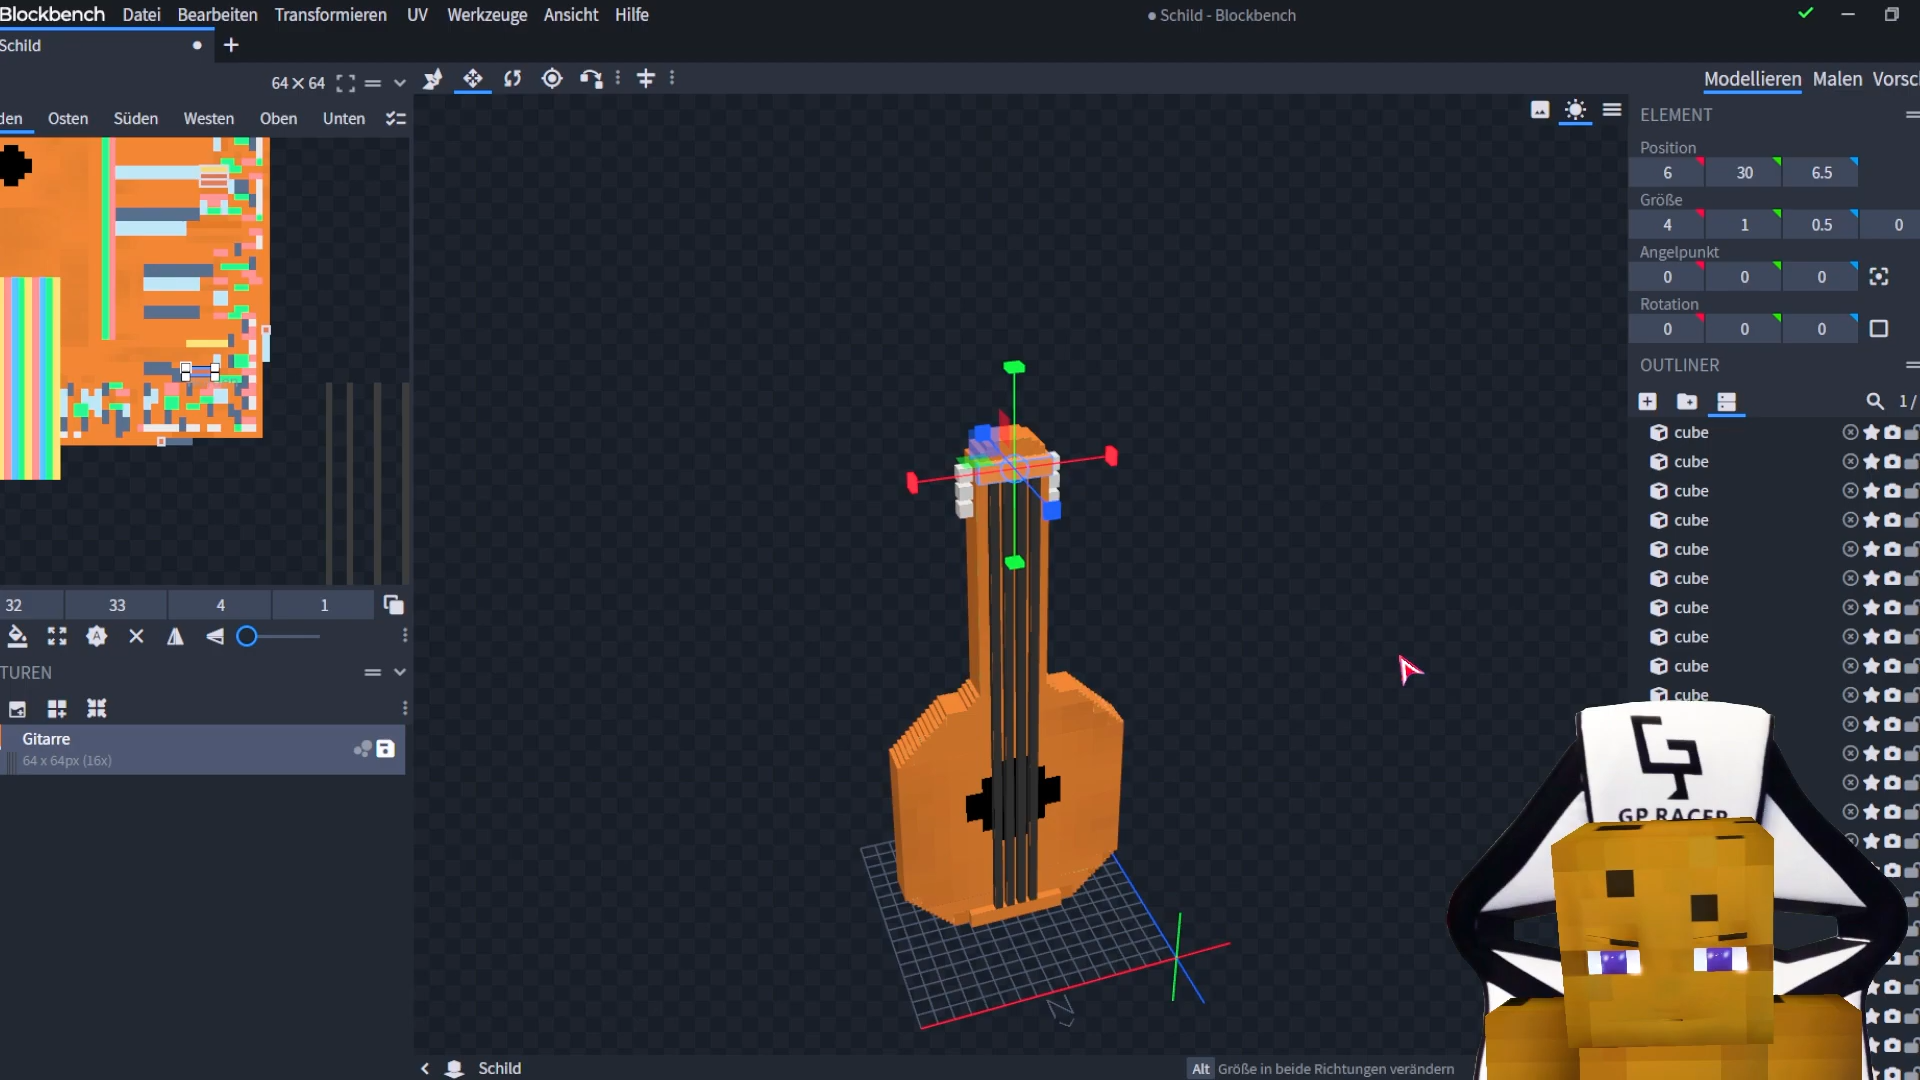 Blockbench Datei Bearbeiten Transformieren UV Werkzeuge Ansicht Hilfe
Schild - Blockbench
Schild
64×64
Modellieren Malen Vorsch
den Osten Süden Westen Oben Unten
ELEMENT
Position
6 30 6.5
Größe
4 1 0.5 0
Angelpunkt
0 0 0
Rotation
0 0 0
OUTLINER
1/
cube
cube
cube
cube
cube
cube
cube
cube
cube
cube
32 33 4 1
TUREN
Gitarre
64 x 64px (16x)
GP RACER
Schild
Alt Größe in beide Richtungen verändern